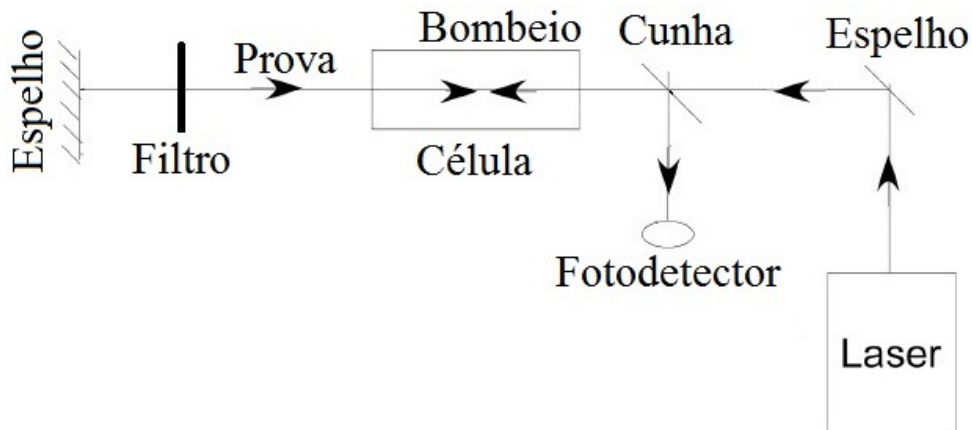 Espelho
Filtro
Prova
Bombeio
Célula
Cunha
Fotodetector
Espelho
Laser